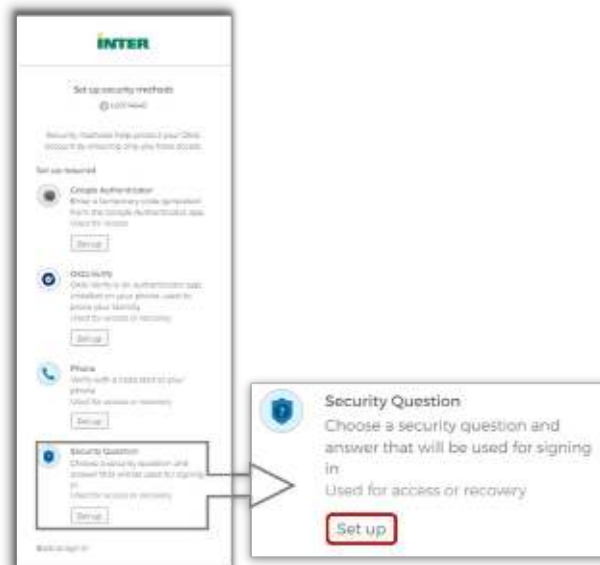 INTER
Set up security methods
Security methods help protect your Okta
account by ensuring only you have access.
Set up required
Google Authenticator
Enter a temporary code generated
from the Google Authenticator app.
Used for access
Set up
Okta Verify
Okta Verify is an authenticator app,
installed on your phone, used to
prove your identity
Used for access or recovery
Set up
Phone
Verify with a code sent to your
phone
Used for access or recovery
Set up
Security Question
Choose a security question and
answer that will be used for signing
in
Used for access or recovery
Set up
Back to sign in
Security Question
Choose a security question and
answer that will be used for signing
in
Used for access or recovery
Set up